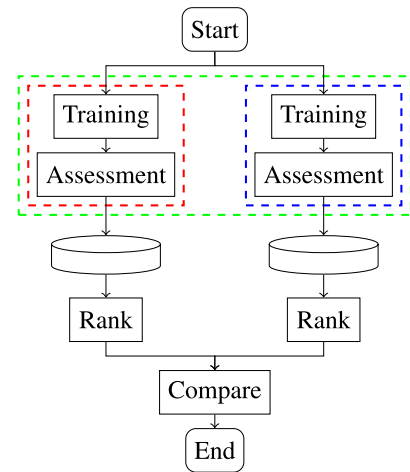 Start
Training
Training
Assessment
Assessment
Rank
Rank
Compare
End